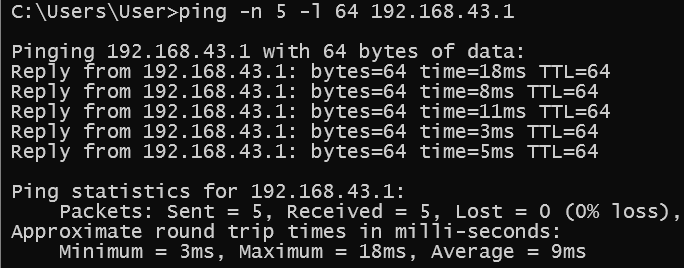 C:\Users\User>ping -n 5 -l 64 192.168.43.1
Pinging 192.168.43.1 with 64 bytes of data:
Reply from 192.168.43.1: bytes=64 time=18ms TTL=64
Reply from 192.168.43.1: bytes=64 time=8ms TTL=64
Reply from 192.168.43.1: bytes=64 time=11ms TTL=64
Reply from 192.168.43.1: bytes=64 time=3ms TTL=64
Reply from 192.168.43.1: bytes=64 time=5ms TTL=64
Ping statistics for 192.168.43.1:
Packets: Sent = 5, Received = 5, Lost = 0 (0% loss),
Approximate round trip times in milli-seconds:
Minimum = 3ms, Maximum = 18ms, Average = 9ms